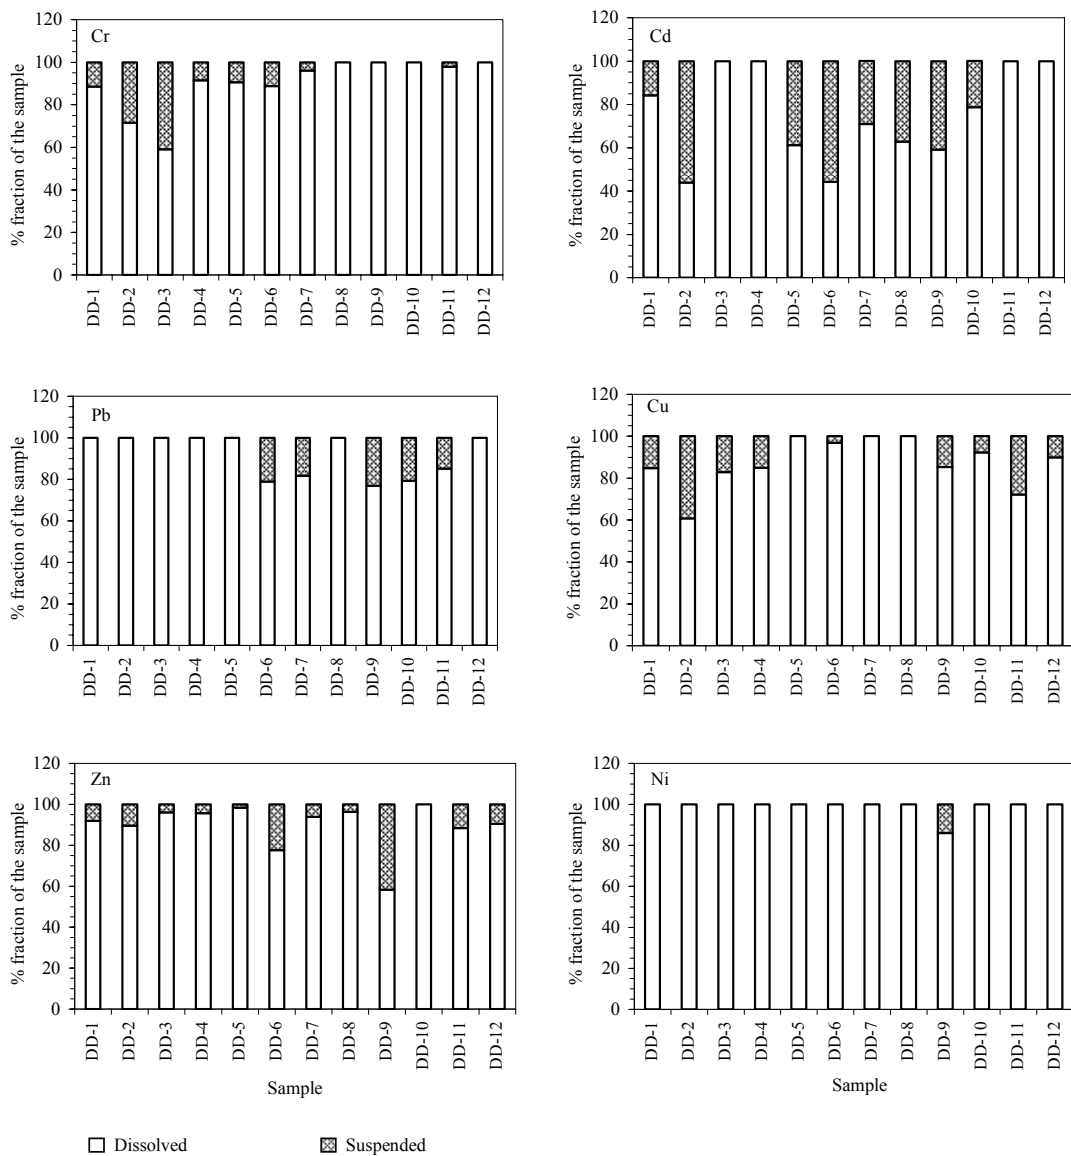 Cr
% fraction of the sample
120
100
80
60
40
20
0
DD-1
DD-2
DD-3
DD-4
DD-5
DD-6
DD-7
DD-8
DD-9
DD-10
DD-11
DD-12
Cd
% fraction of the sample
120
100
80
60
40
20
0
DD-1
DD-2
DD-3
DD-4
DD-5
DD-6
DD-7
DD-8
DD-9
DD-10
DD-11
DD-12
Pb
% fraction of the sample
120
100
80
60
40
20
0
DD-1
DD-2
DD-3
DD-4
DD-5
DD-6
DD-7
DD-8
DD-9
DD-10
DD-11
DD-12
Cu
% fraction of the sample
120
100
80
60
40
20
0
DD-1
DD-2
DD-3
DD-4
DD-5
DD-6
DD-7
DD-8
DD-9
DD-10
DD-11
DD-12
Zn
% fraction of the sample
120
100
80
60
40
20
0
DD-1
DD-2
DD-3
DD-4
DD-5
DD-6
DD-7
DD-8
DD-9
DD-10
DD-11
DD-12
Sample
Ni
% fraction of the sample
120
100
80
60
40
20
0
DD-1
DD-2
DD-3
DD-4
DD-5
DD-6
DD-7
DD-8
DD-9
DD-10
DD-11
DD-12
Sample
Dissolved
Suspended